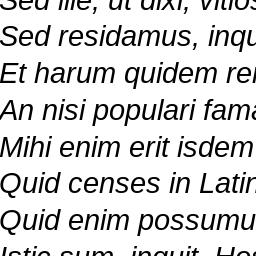 Sed ille, ut dixi, vitios
Sed residamus, inqu
Et harum quidem re
An nisi populari fama
Mihi enim erit isdem
Quid censes in Latin
Quid enim possumu
Istic sum, inquit. Hos